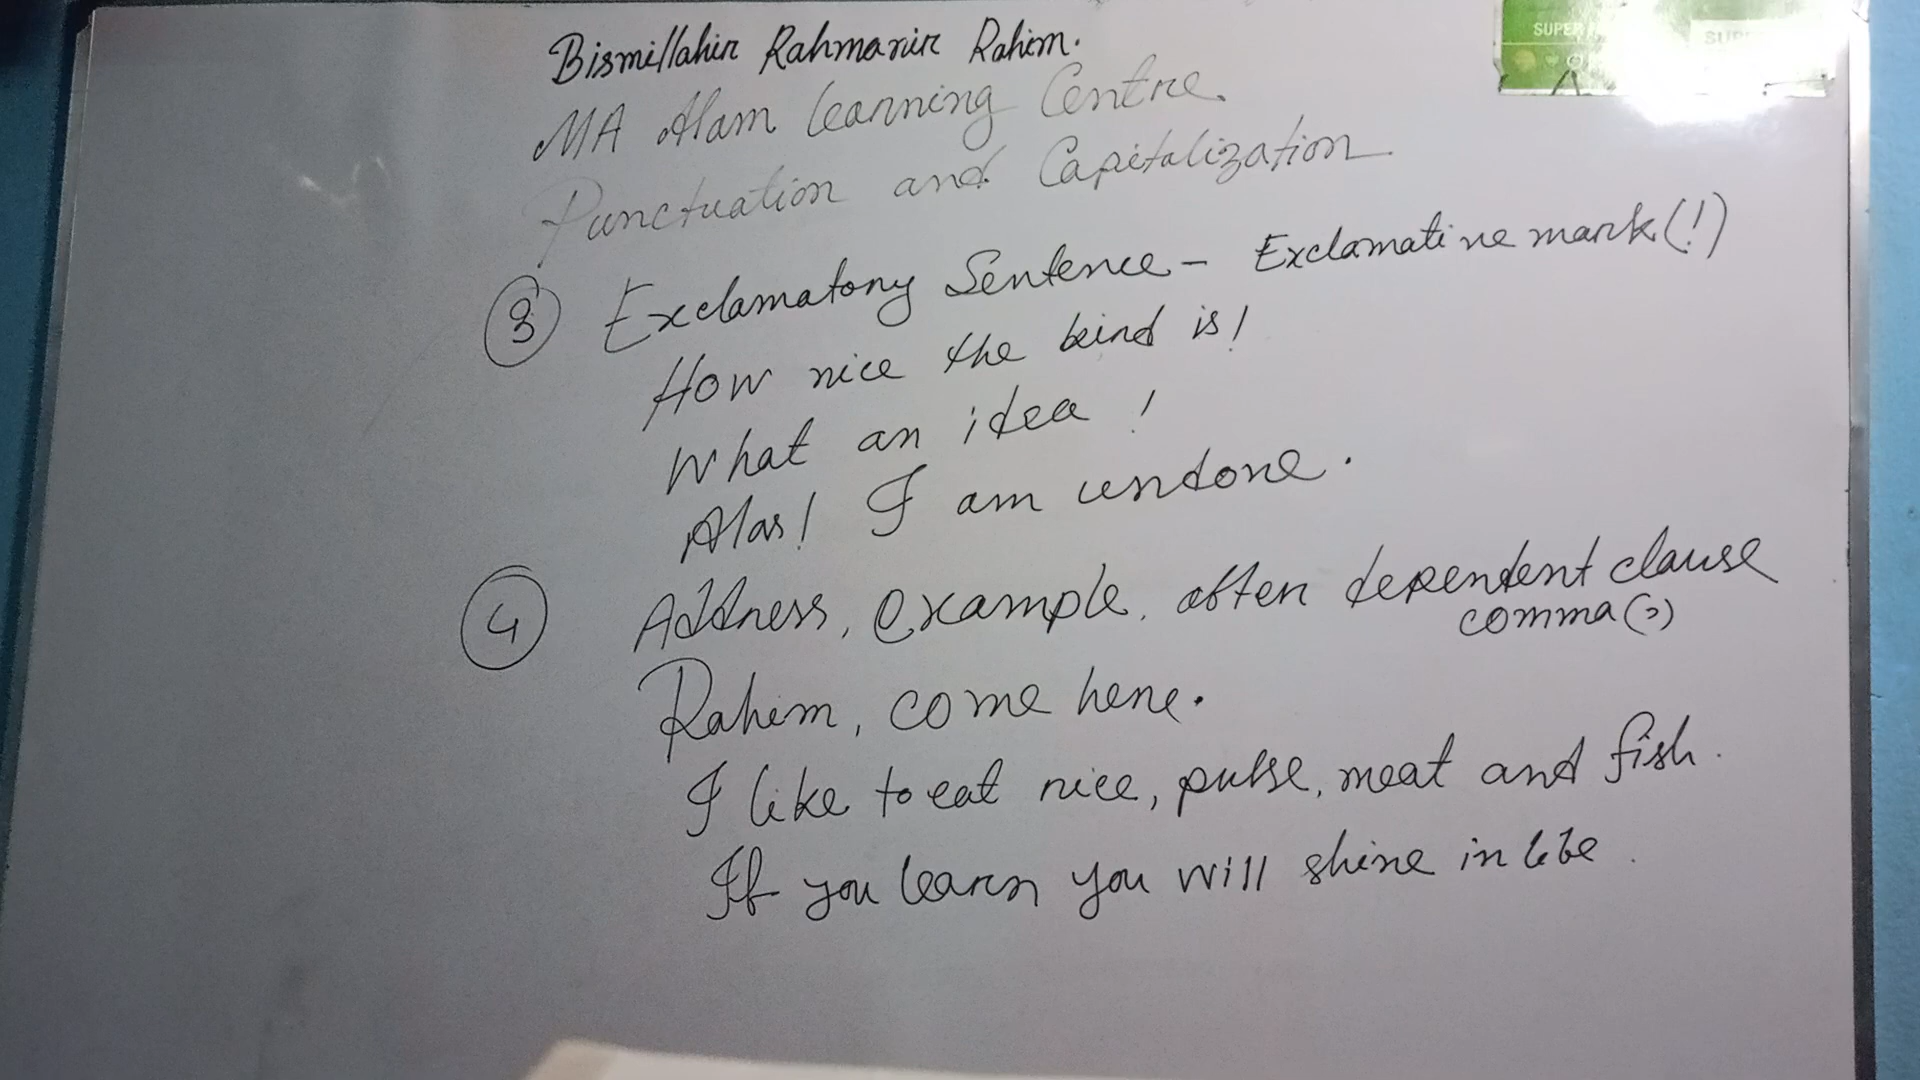 Bismillahir Rahmanir Rahim.
MA Alam Learning Centre.
Punctuation and Capitalization
3 Exclamatory Sentence - Exclamative mark (!)
How nice the bird is!
What an idea!
Alas! I am undone.
4 Address, example, after dependent clause
comma (,)
Rahim, come here.
I like to eat rice, pulse, meat and fish.
If you learn you will shine in life.
SUPER